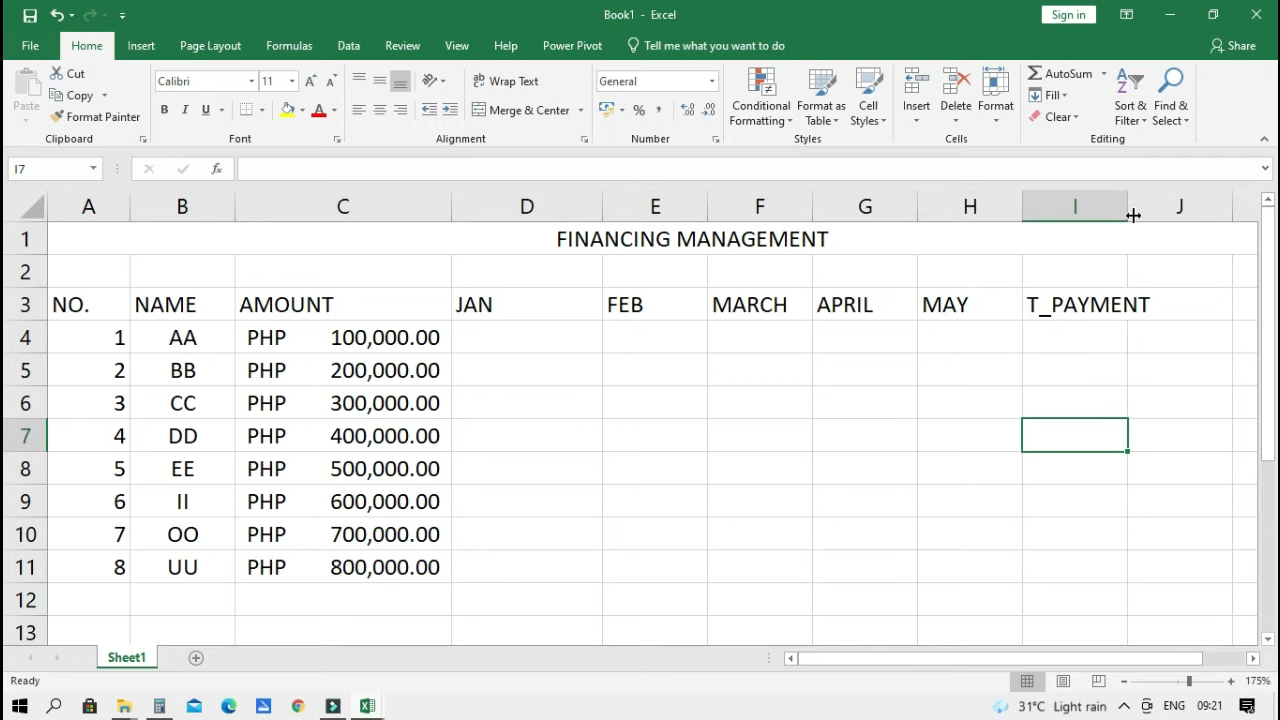 Book1 - Excel
Sign in
File Home Insert Page Layout Formulas Data Review View Help Power Pivot Tell me what you want to do Share
Paste Cut Copy Format Painter
Calibri 11
B I U A
Wrap Text
Merge & Center
General
% ,
Conditional Formatting Format as Table Cell Styles
Insert Delete Format
AutoSum Fill Clear
Sort & Filter Find & Select
Clipboard Font Alignment Number Styles Cells Editing
I7 fx
A B C D E F G H I J
1 FINANCING MANAGEMENT
2
3 NO. NAME AMOUNT JAN FEB MARCH APRIL MAY T_PAYMENT
4 1 AA PHP 100,000.00
5 2 BB PHP 200,000.00
6 3 CC PHP 300,000.00
7 4 DD PHP 400,000.00
8 5 EE PHP 500,000.00
9 6 II PHP 600,000.00
10 7 OO PHP 700,000.00
11 8 UU PHP 800,000.00
12
13
Sheet1
Ready 175%
31°C Light rain ENG 09:21